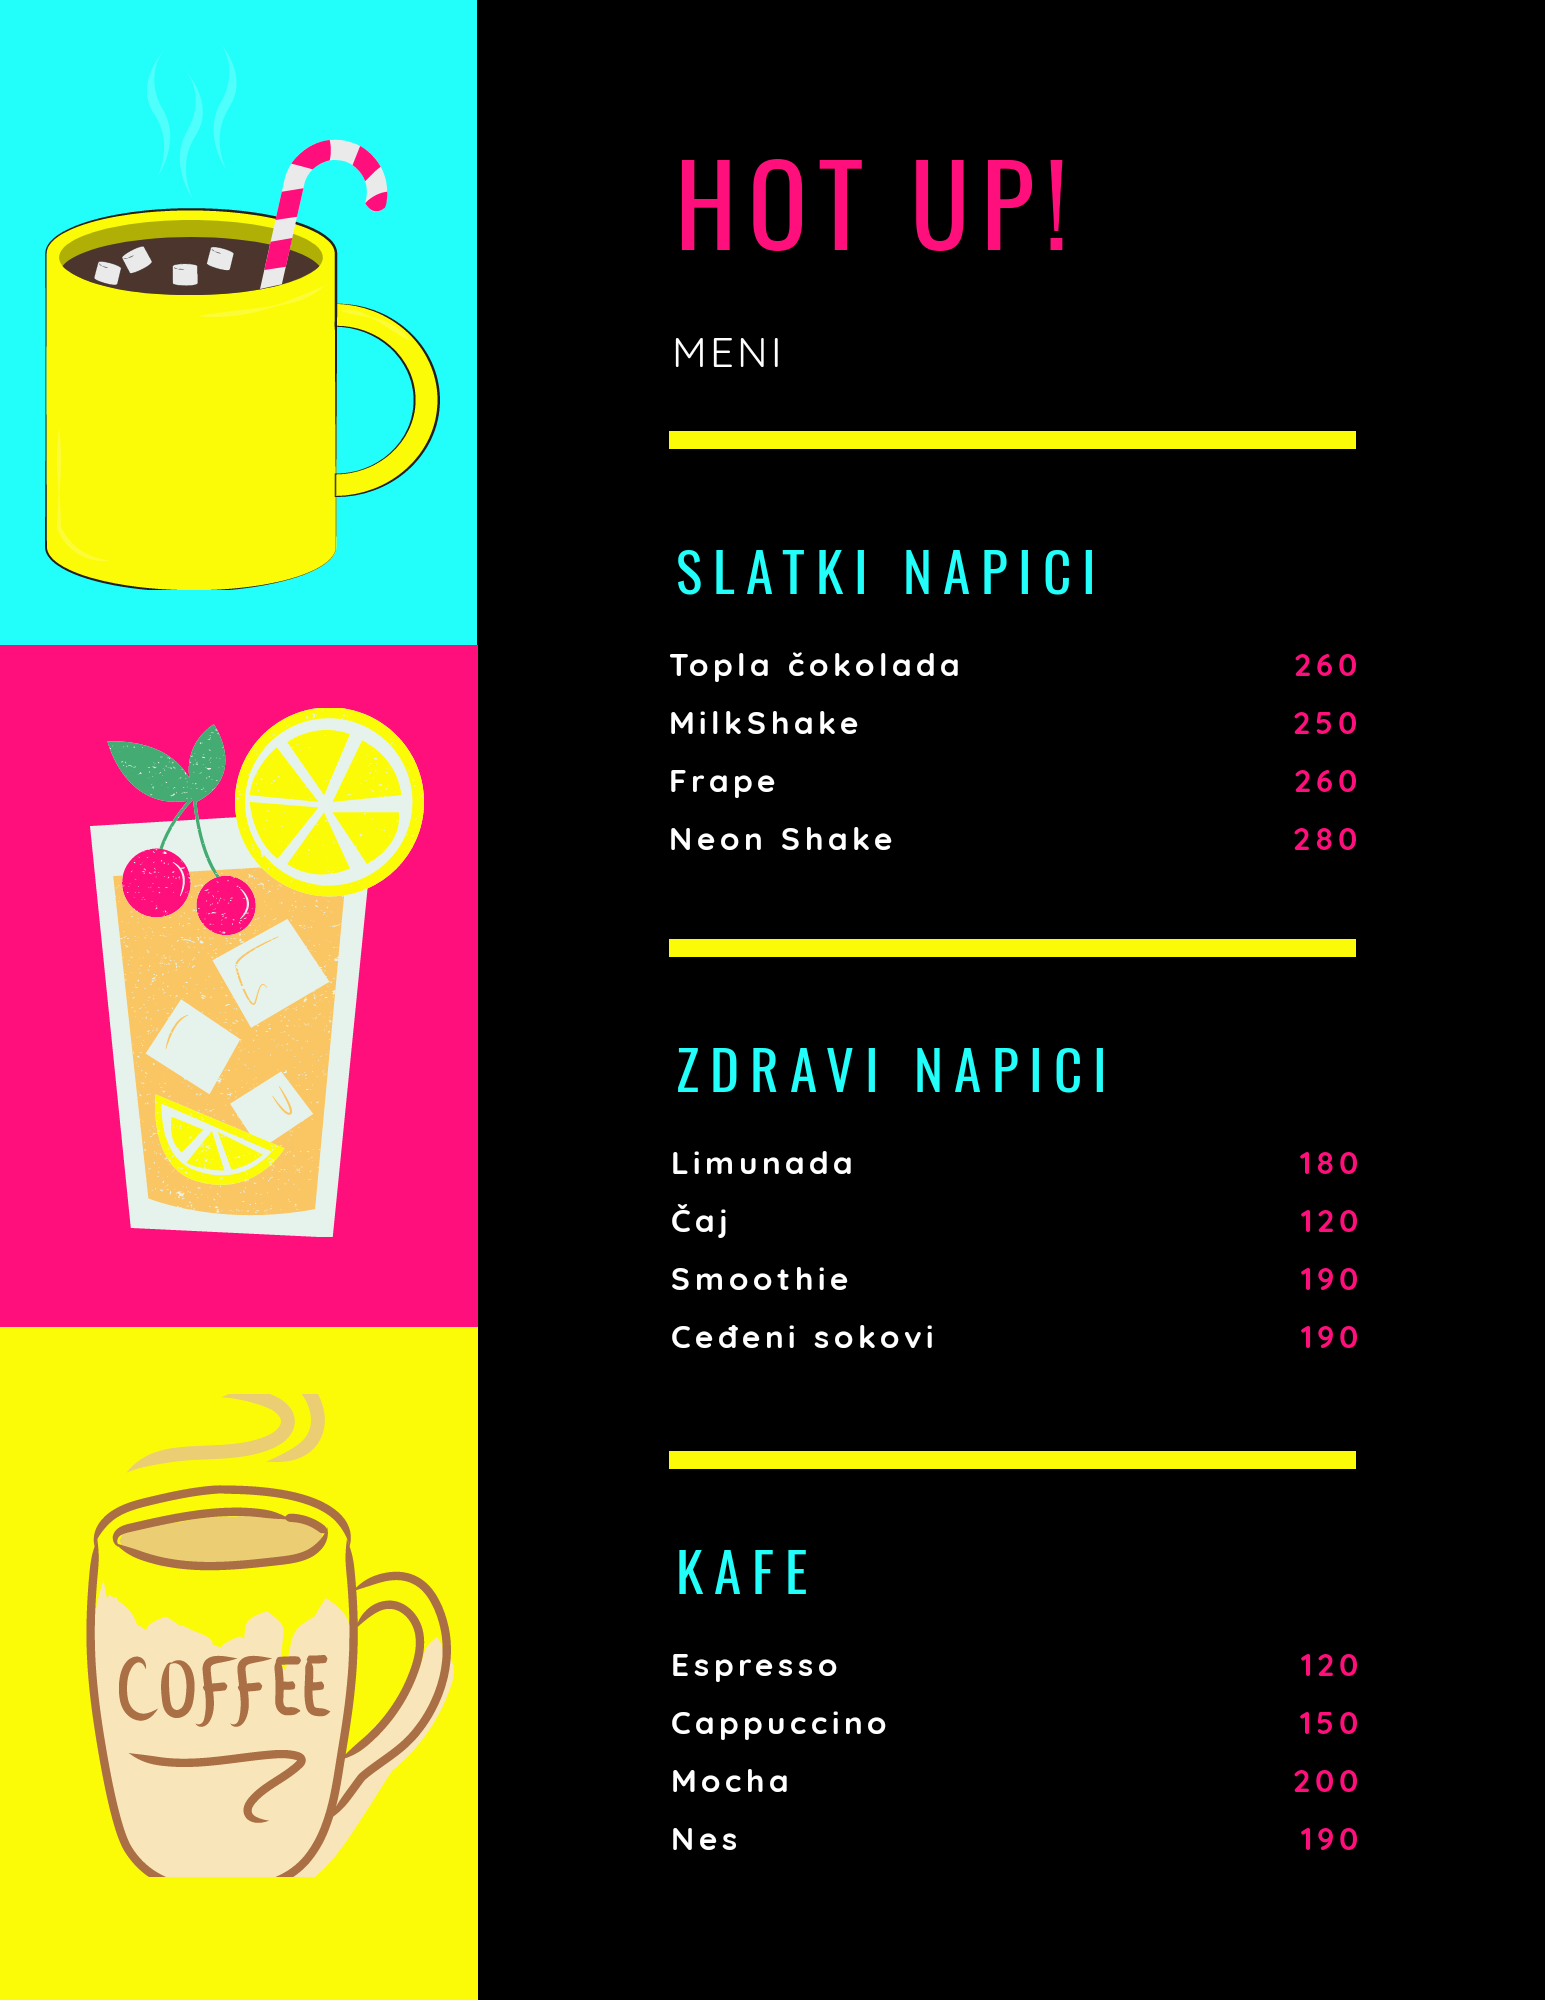 HOT UP!
MENI
SLATKI NAPICI
Topla čokolada 260
MilkShake 250
Frape 260
Neon Shake 280
ZDRAVI NAPICI
Limunada 180
Čaj 120
Smoothie 190
Ceđeni sokovi 190
COFFEE
KAFE
Espresso 120
Cappuccino 150
Mocha 200
Nes 190